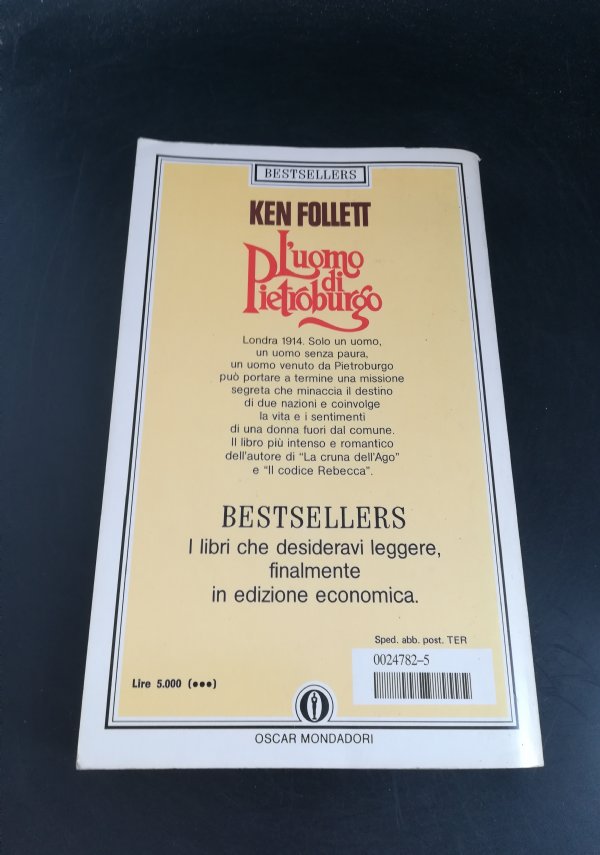 BESTSELLERS
KEN FOLLETT
L'uomo
di
Pietroburgo
Londra 1914. Solo un uomo,
un uomo senza paura,
un uomo venuto da Pietroburgo
può portare a termine una missione
segreta che minaccia il destino
di due nazioni e coinvolge
la vita e i sentimenti
di una donna fuori dal comune.
Il libro più intenso e romantico
dell'autore di “La cruna dell'Ago”
e “Il codice Rebecca”.
BESTSELLERS
I libri che desideravi leggere,
finalmente
in edizione economica.
Sped. abb. post. TER
0024782-5
Lire 5.000 (●●●)
OSCAR MONDADORI